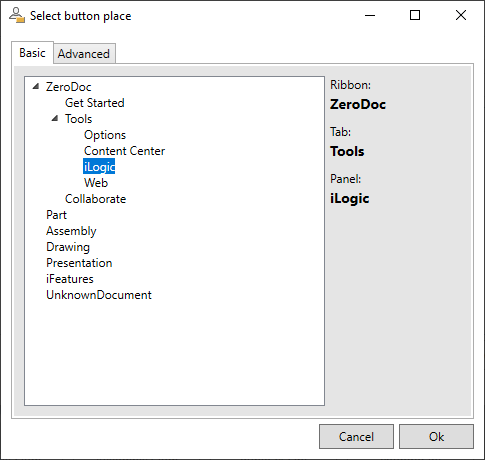 Select button place
Basic
Advanced
ZeroDoc
Get Started
Tools
Options
Content Center
iLogic
Web
Collaborate
Part
Assembly
Drawing
Presentation
iFeatures
UnknownDocument
Ribbon:
ZeroDoc
Tab:
Tools
Panel:
iLogic
Cancel
Ok